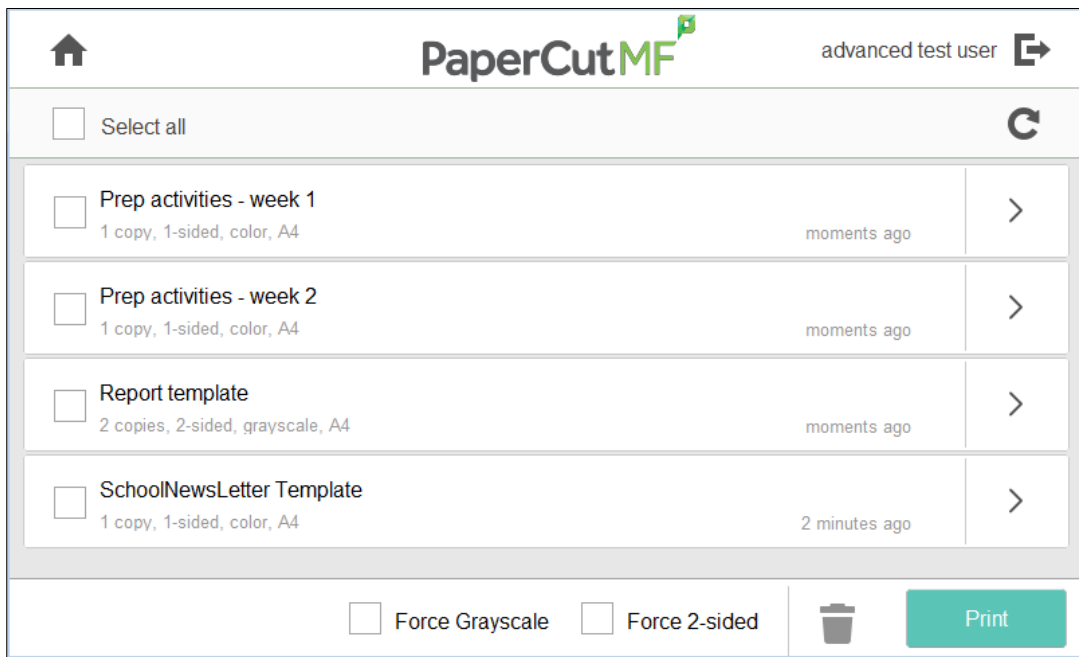 PaperCutMF
advanced test user
Select all
Prep activities - week 1
1 copy, 1-sided, color, A4
moments ago
Prep activities - week 2
1 copy, 1-sided, color, A4
moments ago
Report template
2 copies, 2-sided, grayscale, A4
moments ago
SchoolNewsLetter Template
1 copy, 1-sided, color, A4
2 minutes ago
Force Grayscale
Force 2-sided
Print